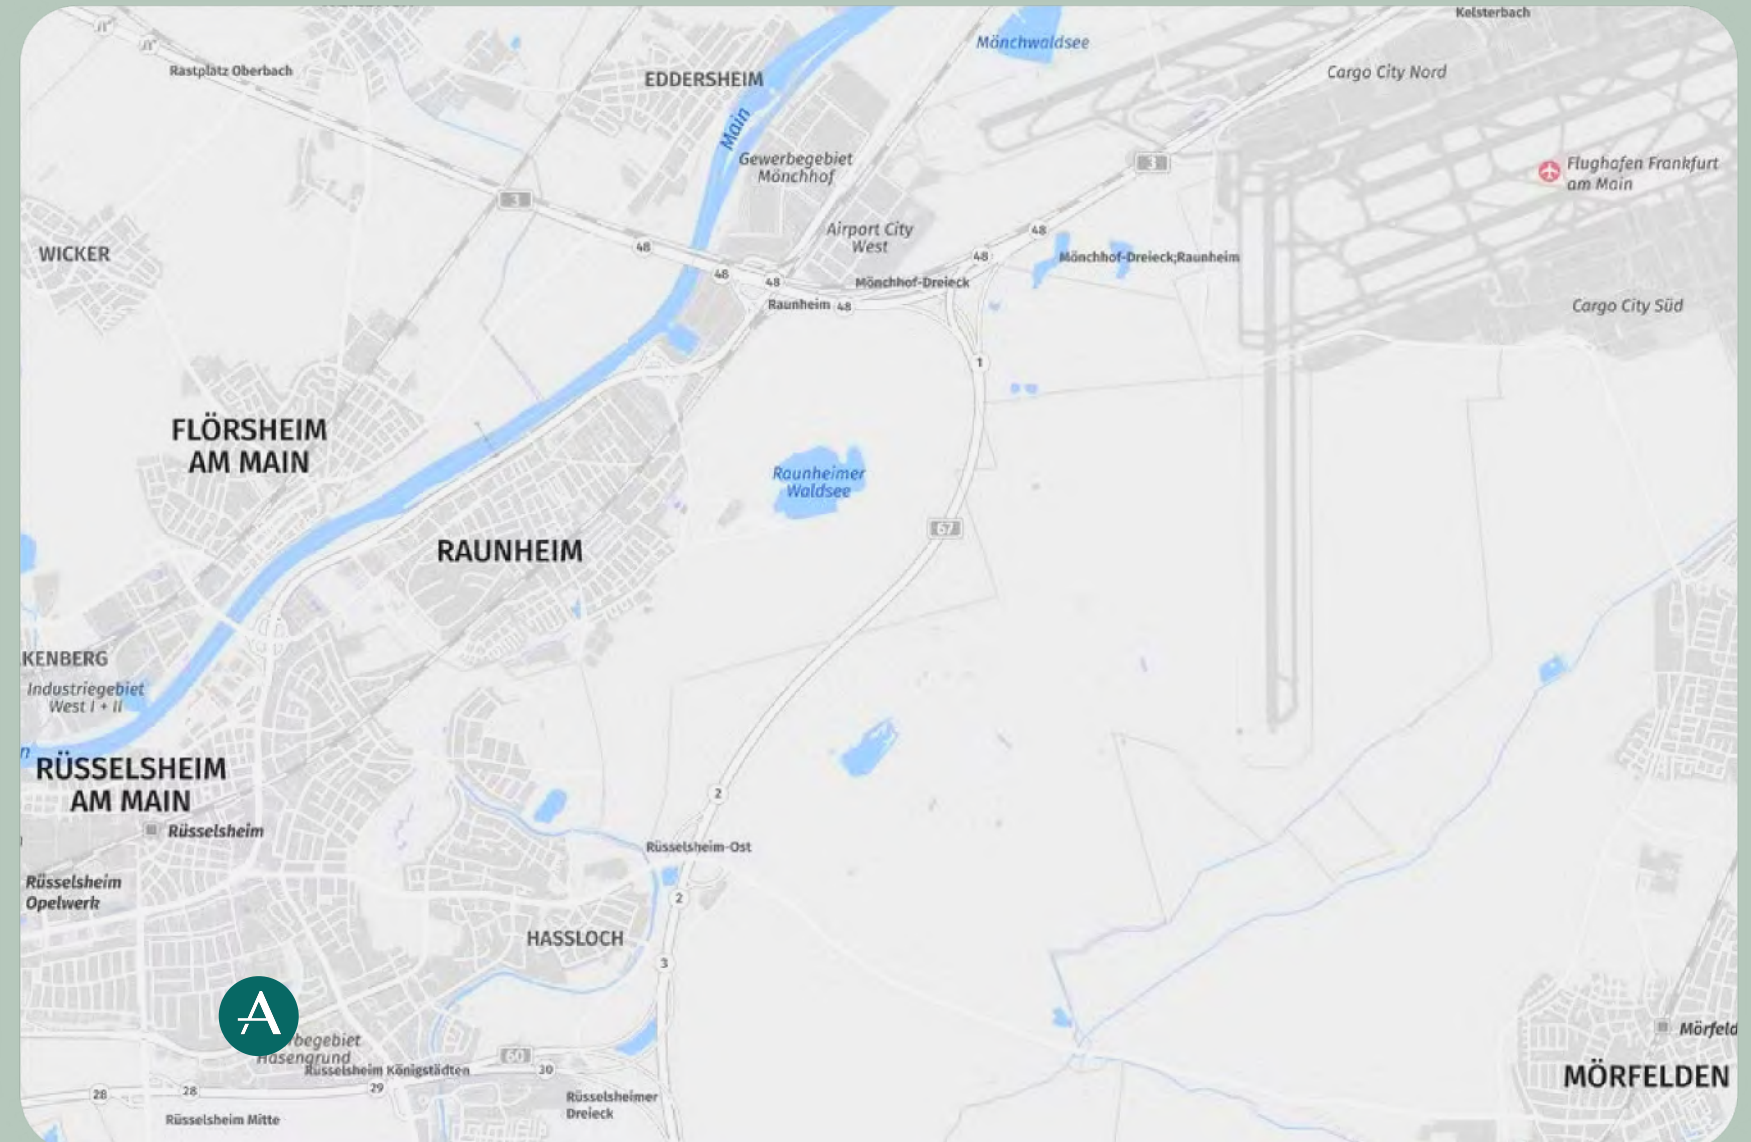 Kelsterbach
Mönchwaldsee
Rastplatz Oberbach
EDDERSHEIM
Cargo City Nord
Main
Gewerbegebiet
Mönchhof
3
Flughafen Frankfurt
am Main
3
Airport City
West
48
48
WICKER
48
48
48
Mönchhof-Dreieck
Mönchhof-Dreieck;Raunheim
Raunheim
48
Cargo City Süd
1
FLÖRSHEIM
AM MAIN
Raunheimer
Waldsee
67
RAUNHEIM
KENBERG
Industriegebiet
West I + II
n
RÜSSELSHEIM
AM MAIN
2
Rüsselsheim
Rüsselsheim-Ost
Rüsselsheim
Opelwerk
2
HASSLOCH
3
A
begebiet
Hasengrund
Rüsselsheim Königstädten
60
30
28
28
29
Rüsselsheimer
Dreieck
Rüsselsheim Mitte
Mörfeld
MÖRFELDEN